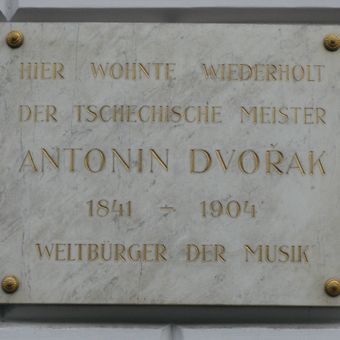 HIER WOHNTE WIEDERHOLT
DER TSCHECHISCHE MEISTER
ANTONIN DVOŘAK
1841 ÷ 1904
WELTBÜRGER DER MUSIK